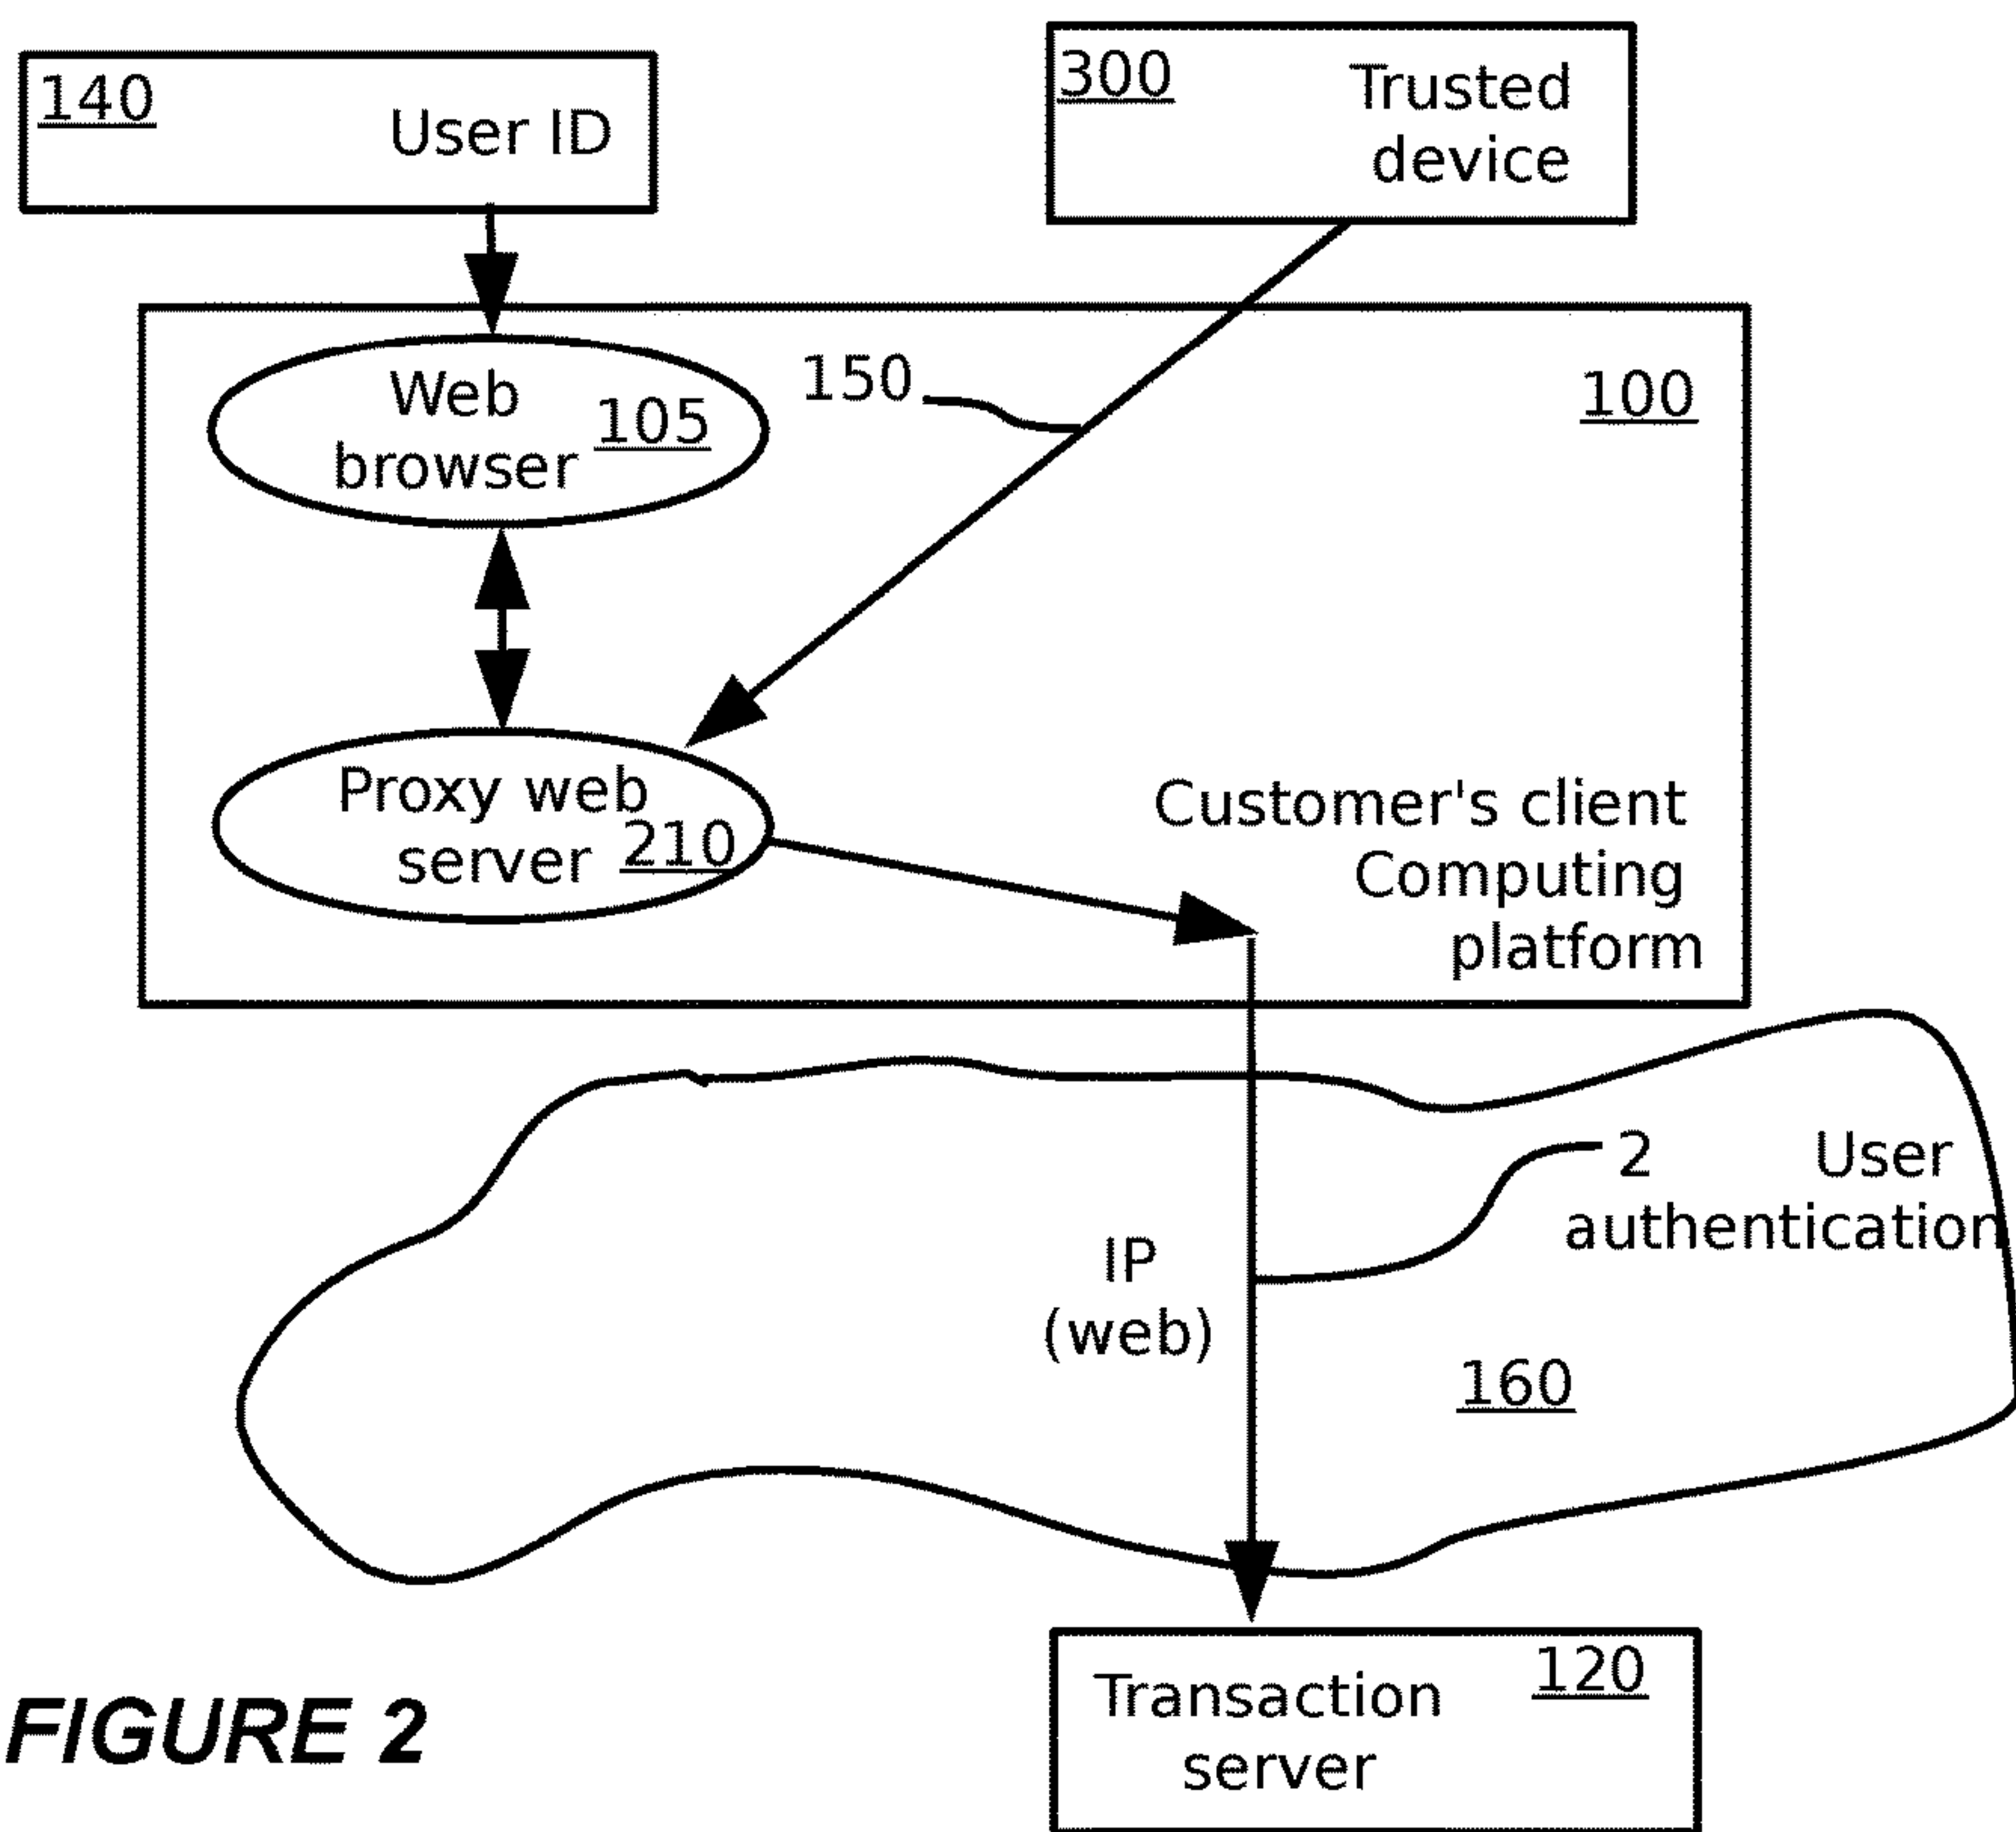 140
User ID
300
Trusted
device
Web
browser
105
150
100
Proxy web
server
210
Customer's client
Computing
platform
2
User
authentication
IP
(web)
160
Transaction
server
120
FIGURE 2